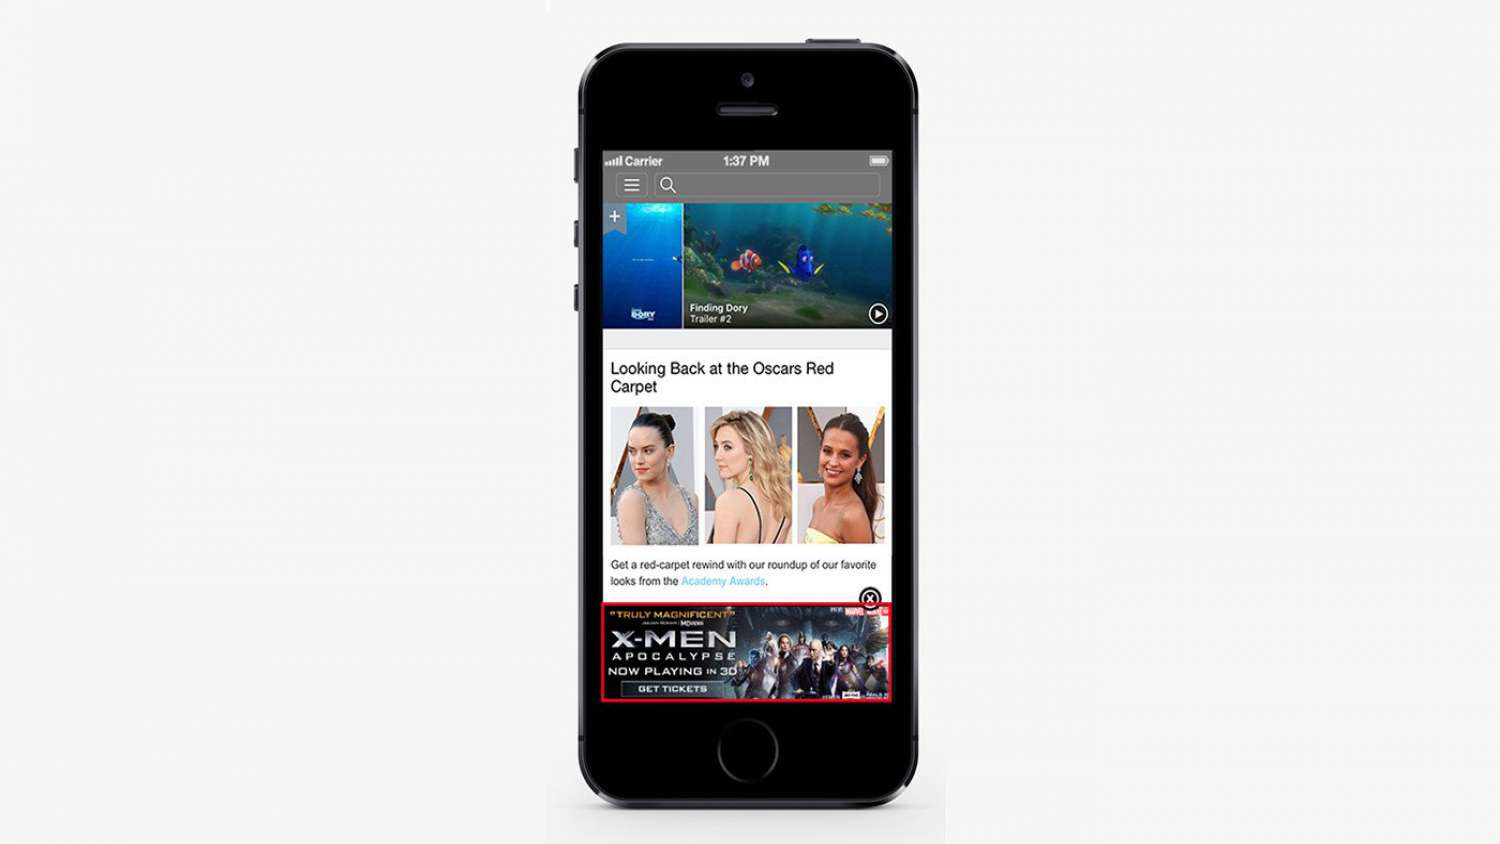 Carrier
1:37 PM
DORY
Finding Dory
Trailer #2
Looking Back at the Oscars Red
Carpet
Get a red-carpet rewind with our roundup of our favorite
looks from the Academy Awards.
"TRULY MAGNIFICENT"
X-MEN
APOCALYPSE
NOW PLAYING IN 3D
GET TICKETS
MARVEL